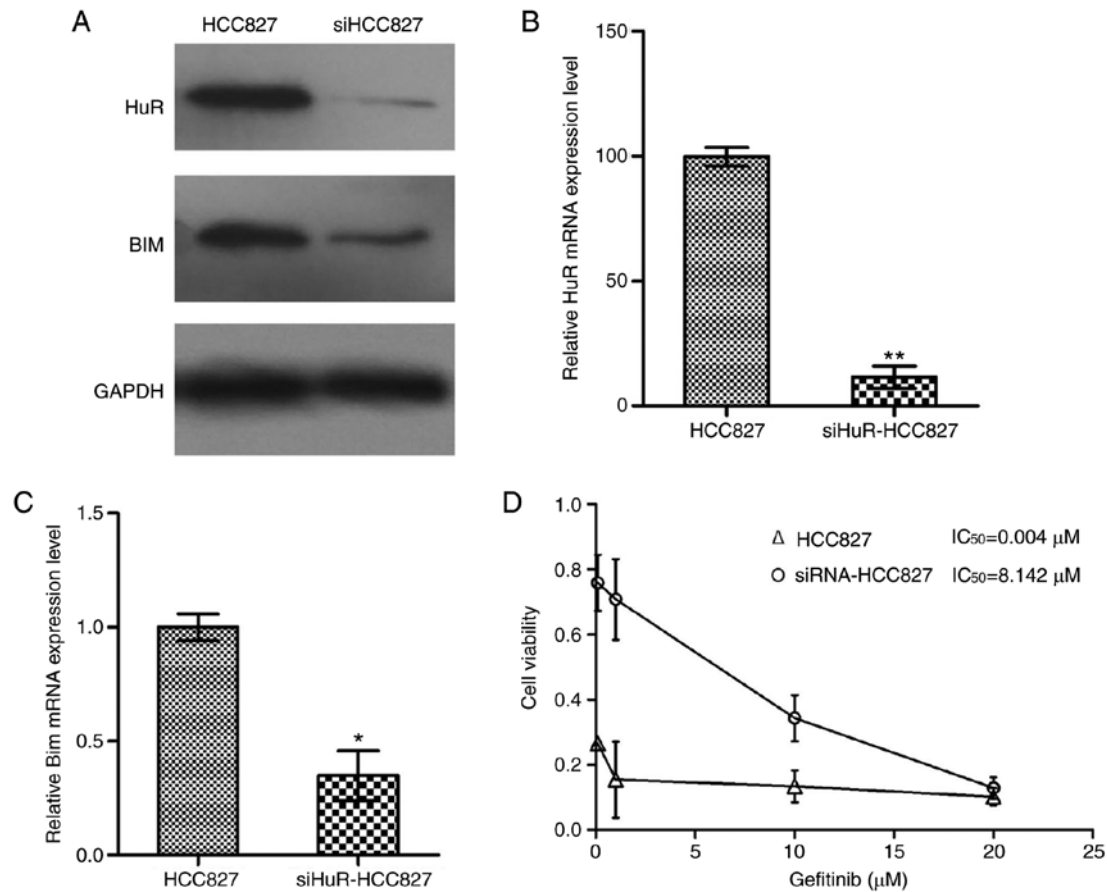 A
HCC827 siHCC827
HuR
BIM
GAPDH
B
Relative HuR mRNA expression level
150
100
50
0
**
HCC827 siHuR-HCC827
C
Relative Bim mRNA expression level
1.5
1.0
0.5
0.0
*
HCC827 siHuR-HCC827
D
Cell viability
1.0
0.8
0.6
0.4
0.2
0.0
HCC827 IC50=0.004 μM
siRNA-HCC827 IC50=8.142 μM
0 5 10 15 20 25
Gefitinib (μM)